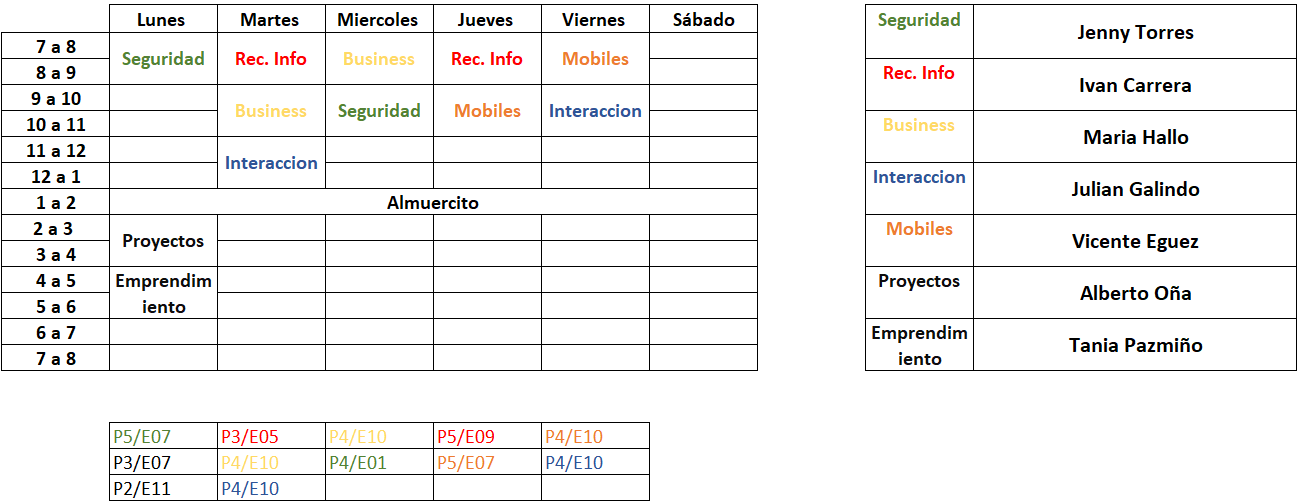 Lunes Martes Miercoles Jueves Viernes Sábado
7 a 8
Seguridad Rec. Info Business Rec. Info Mobiles
8 a 9
9 a 10
Business Seguridad Mobiles Interaccion
10 a 11
11 a 12
Interaccion
12 a 1
1 a 2 Almuercito
2 a 3
Proyectos
3 a 4
4 a 5 Emprendim
5 a 6 iento
6 a 7
7 a 8
Seguridad Jenny Torres
Rec. Info Ivan Carrera
Business Maria Hallo
Interaccion Julian Galindo
Mobiles Vicente Eguez
Proyectos Alberto Oña
Emprendim
iento Tania Pazmiño
P5/E07 P3/E05 P4/E10 P5/E09 P4/E10
P3/E07 P4/E10 P4/E01 P5/E07 P4/E10
P2/E11 P4/E10